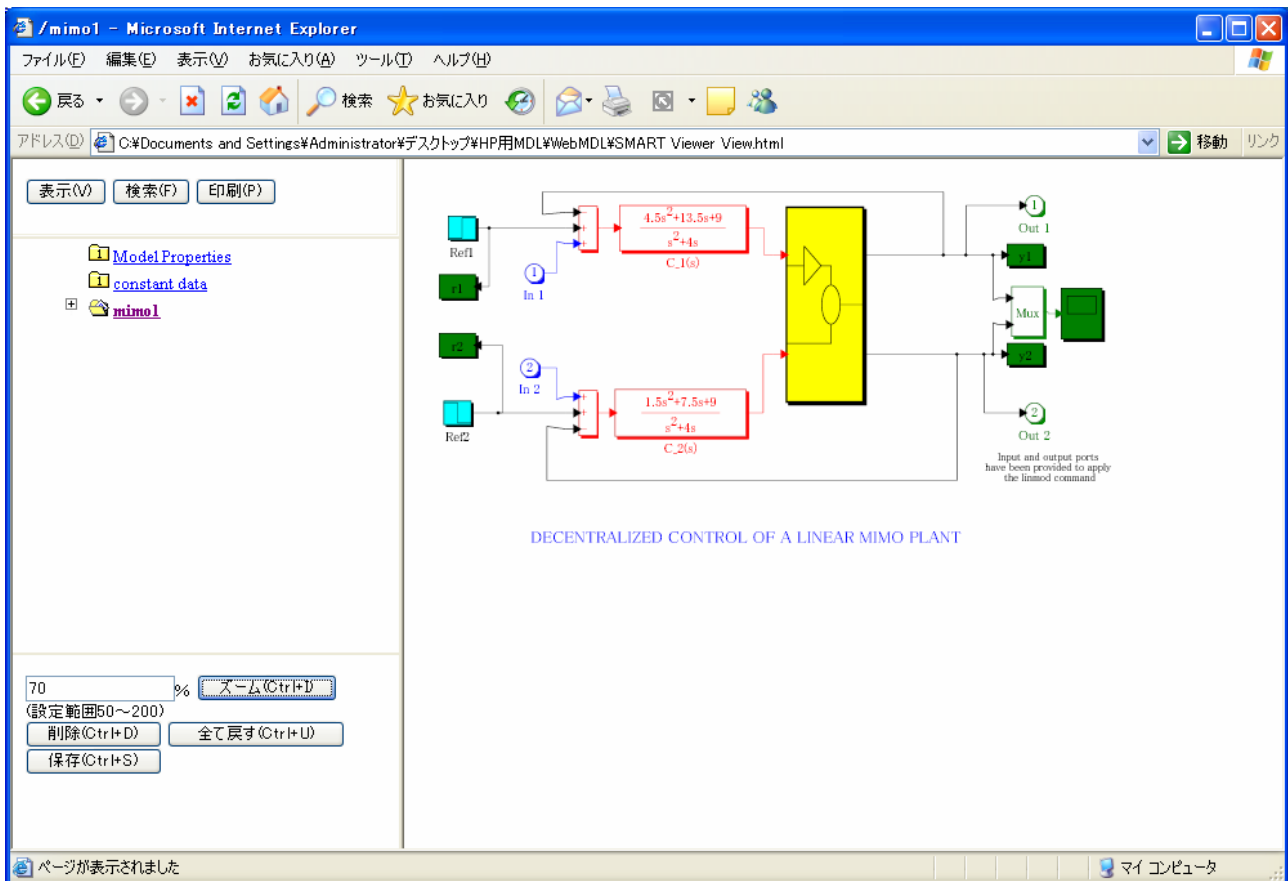 /mimo1 - Microsoft Internet Explorer
ファイル(F) 編集(E) 表示(V) お気に入り(A) ツール(T) ヘルプ(H)
戻る 検索 お気に入り
アドレス(D) C:¥Documents and Settings¥Administrator¥デスクトップ¥HP用MDL¥WebMDL¥SMART Viewer View.html 移動 リンク
表示(V) 検索(F) 印刷(P)
Model Properties
constant data
mimo1
70 % ズーム(Ctrl+I)
(設定範囲50～200)
削除(Ctrl+D) 全て戻す(Ctrl+U)
保存(Ctrl+S)
Ref1
r1
1
In 1
4.5s²+13.5s+9
s²+4s
C_1(s)
1
Out 1
y1
Mux
r2
2
In 2
Ref2
1.5s²+7.5s+9
s²+4s
C_2(s)
y2
2
Out 2
Input and output ports
have been provided to apply
the linmod command
DECENTRALIZED CONTROL OF A LINEAR MIMO PLANT
ページが表示されました
マイ コンピュータ